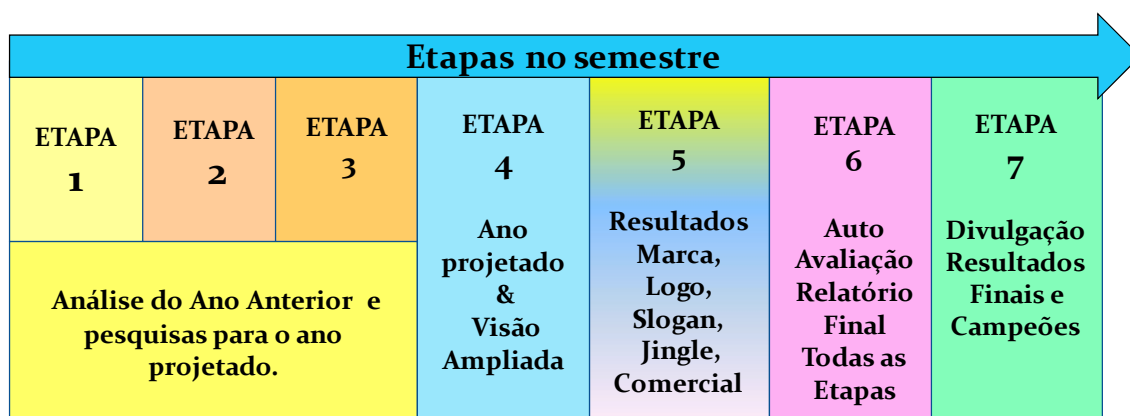 Etapas no semestre
ETAPA
1
ETAPA
2
ETAPA
3
Análise do Ano Anterior e
pesquisas para o ano
projetado.
ETAPA
4
Ano
projetado
&
Visão
Ampliada
ETAPA
5
Resultados
Marca,
Logo,
Slogan,
Jingle,
Comercial
ETAPA
6
Auto
Avaliação
Relatório
Final
Todas as
Etapas
ETAPA
7
Divulgação
Resultados
Finais e
Campeões